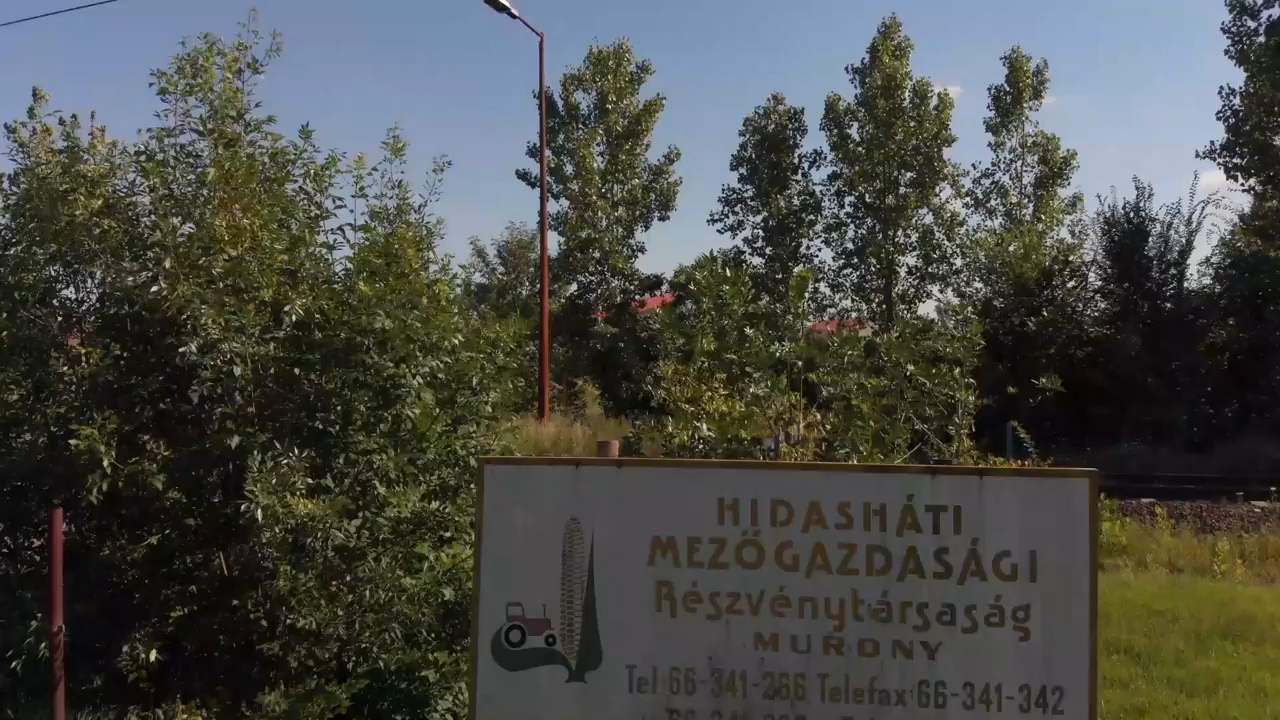 HIDASHÁTI
MEZŐGAZDASÁGI
Részvénytársaság
MURONY
Tel:66-341-266 Telefax:66-341-342